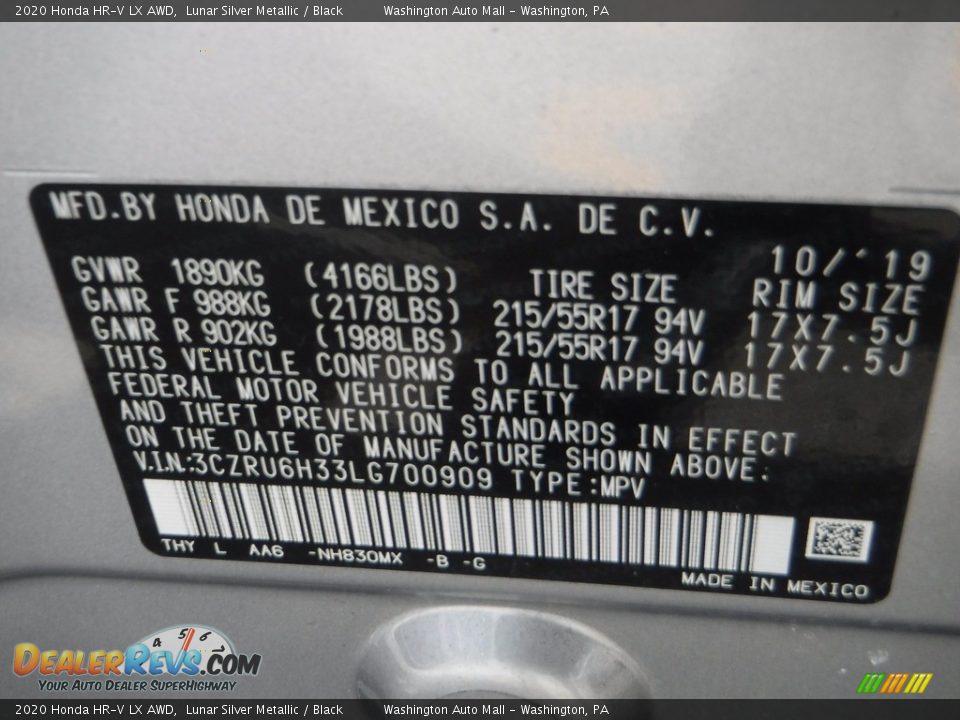 2020 Honda HR-V LX AWD, Lunar Silver Metallic / Black Washington Auto Mall - Washington, PA
MFD.BY HONDA DE MEXICO S.A. DE C.V.
10/'19
GVWR 1890KG (4166LBS) TIRE SIZE RIM SIZE
GAWR F 988KG (2178LBS) 215/55R17 94V 17X7.5J
GAWR R 902KG (1988LBS) 215/55R17 94V 17X7.5J
THIS VEHICLE CONFORMS TO ALL APPLICABLE
FEDERAL MOTOR VEHICLE SAFETY
AND THEFT PREVENTION STANDARDS IN EFFECT
ON THE DATE OF MANUFACTURE SHOWN ABOVE.
V.I.N.:3CZRU6H33LG700909 TYPE:MPV
THY L AA6 -NH830MX -B -G
MADE IN MEXICO
4 5 6
DEALERREVS.COM
YOUR AUTO DEALER SUPERHIGHWAY
2020 Honda HR-V LX AWD, Lunar Silver Metallic / Black Washington Auto Mall - Washington, PA